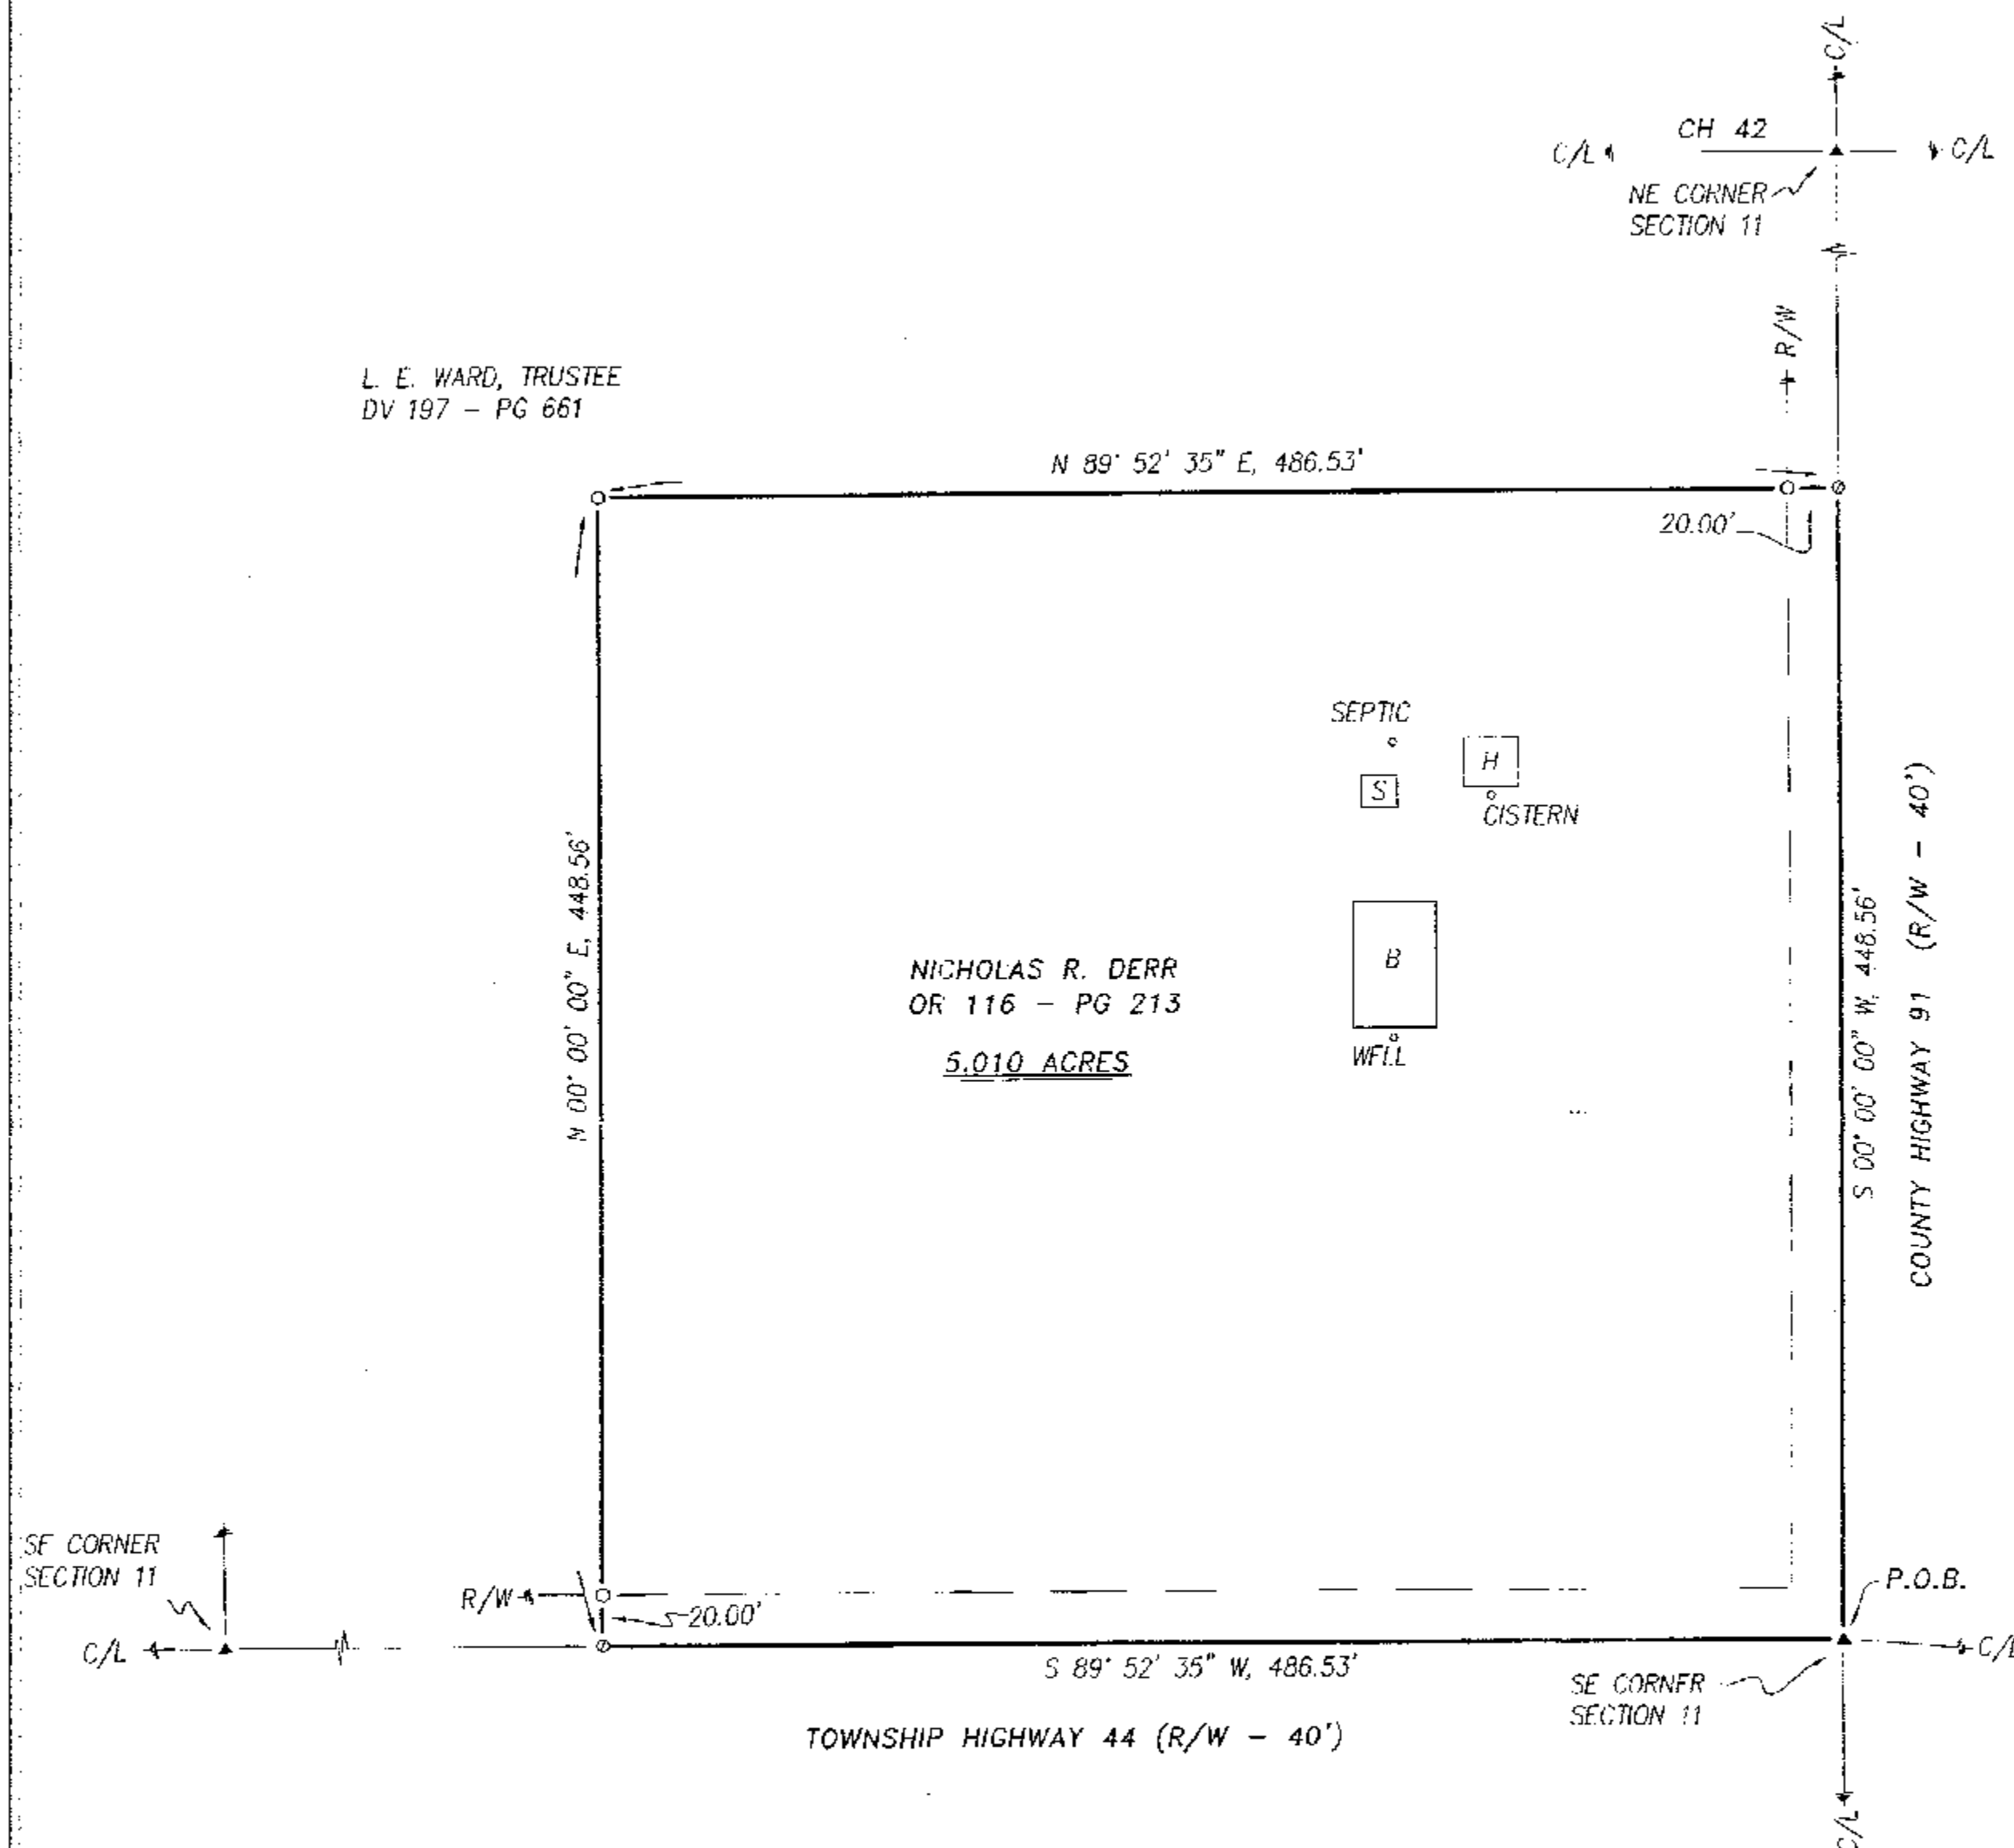 C/L
CH 42
C/L
C/L
NE CORNER
SECTION 11
R/W
L. E. WARD, TRUSTEE
DV 197 – PG 661
N 89° 52' 35" E, 486.53'
20.00'
SEPTIC
H
S
CISTERN
N 00° 00' 00" E, 448.56'
B
NICHOLAS R. DERR
OR 116 – PG 213
5.010 ACRES
WELL
S 00° 00' 00" W, 448.56'
COUNTY HIGHWAY 91 (R/W – 40')
SE CORNER
SECTION 11
R/W
20.00'
P.O.B.
C/L
C/L
S 89° 52' 35" W, 486.53'
SE CORNER
SECTION 11
TOWNSHIP HIGHWAY 44 (R/W – 40')
C/L